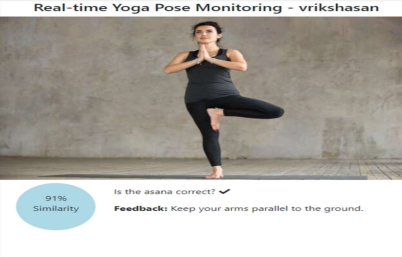 Real-time Yoga Pose Monitoring - vrikshasan
91%
Similarity
Is the asana correct? ✔
Feedback: Keep your arms parallel to the ground.